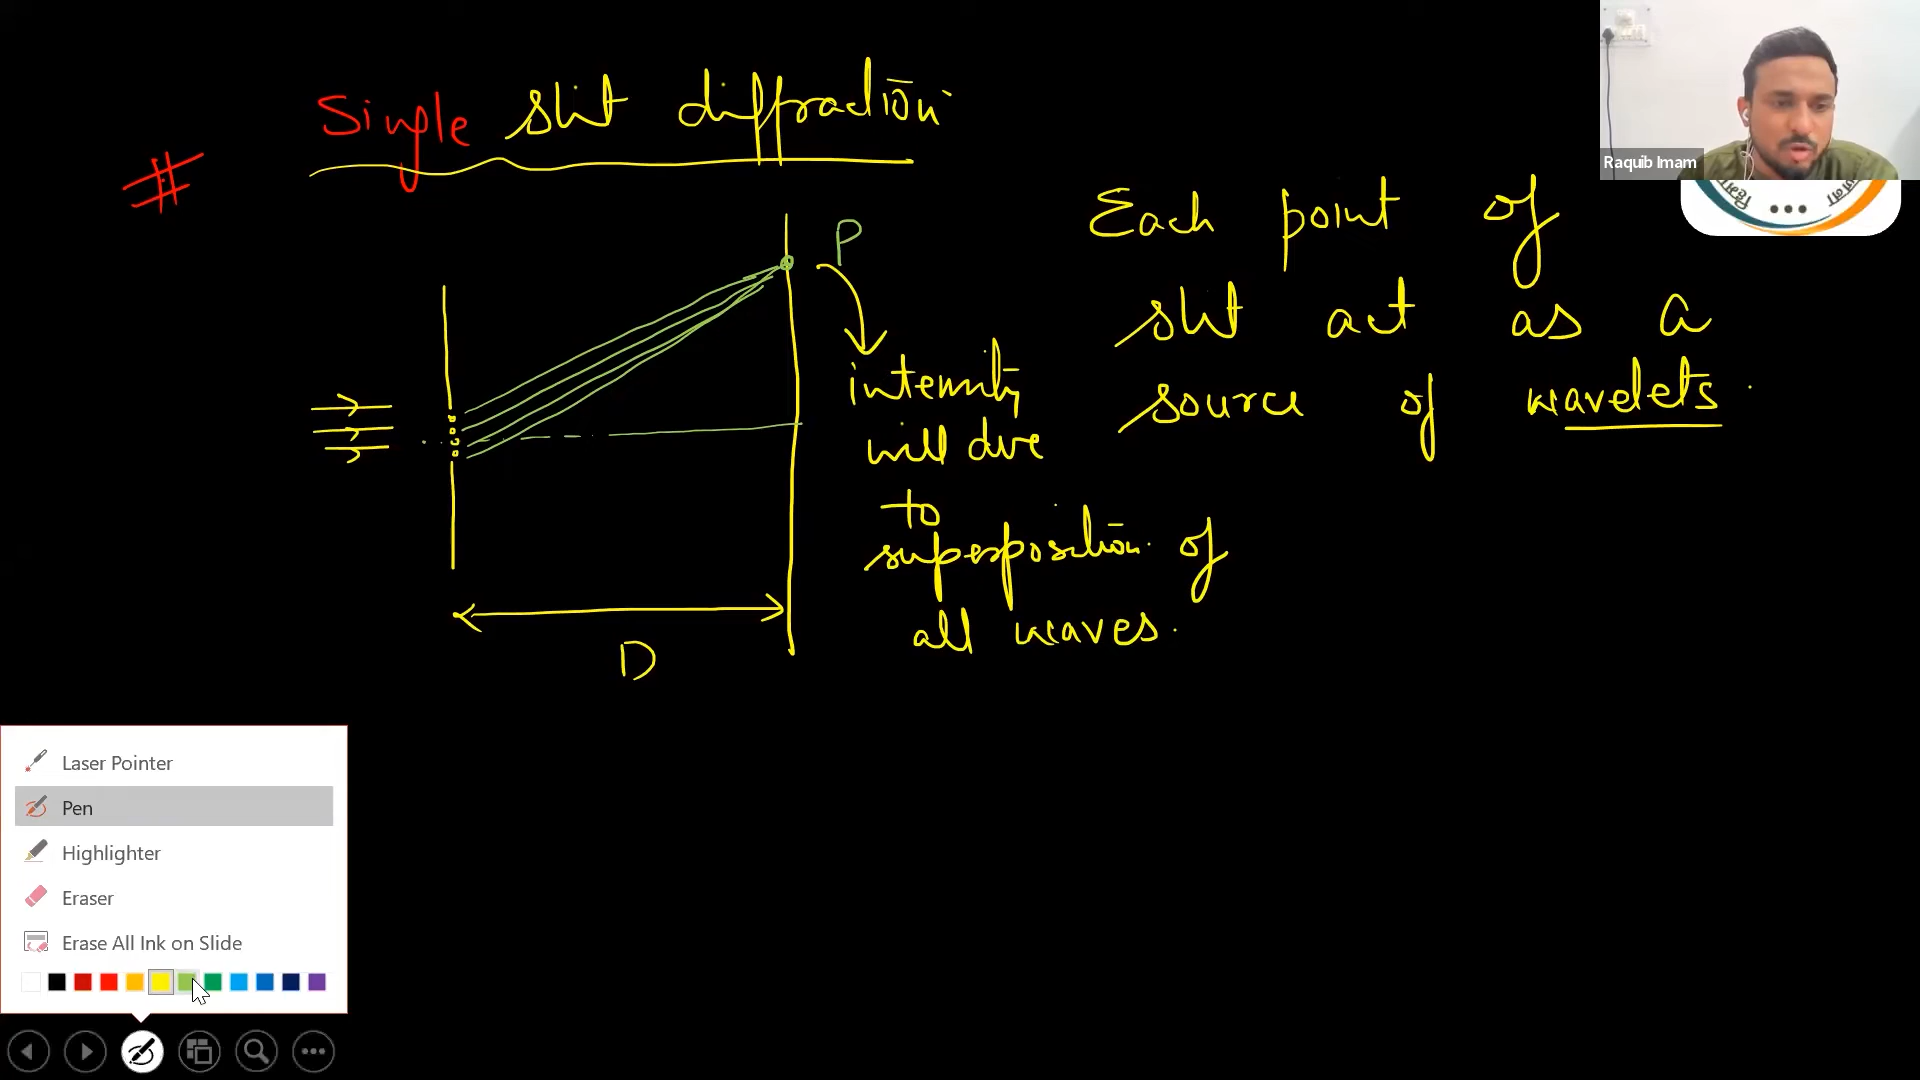 Single slit diffraction
#
P
Each point of
slit act as a
source of wavelets.
intensity
will due
to
superposition of
all waves.
D
Raquib Imam
Laser Pointer
Pen
Highlighter
Eraser
Erase All Ink on Slide